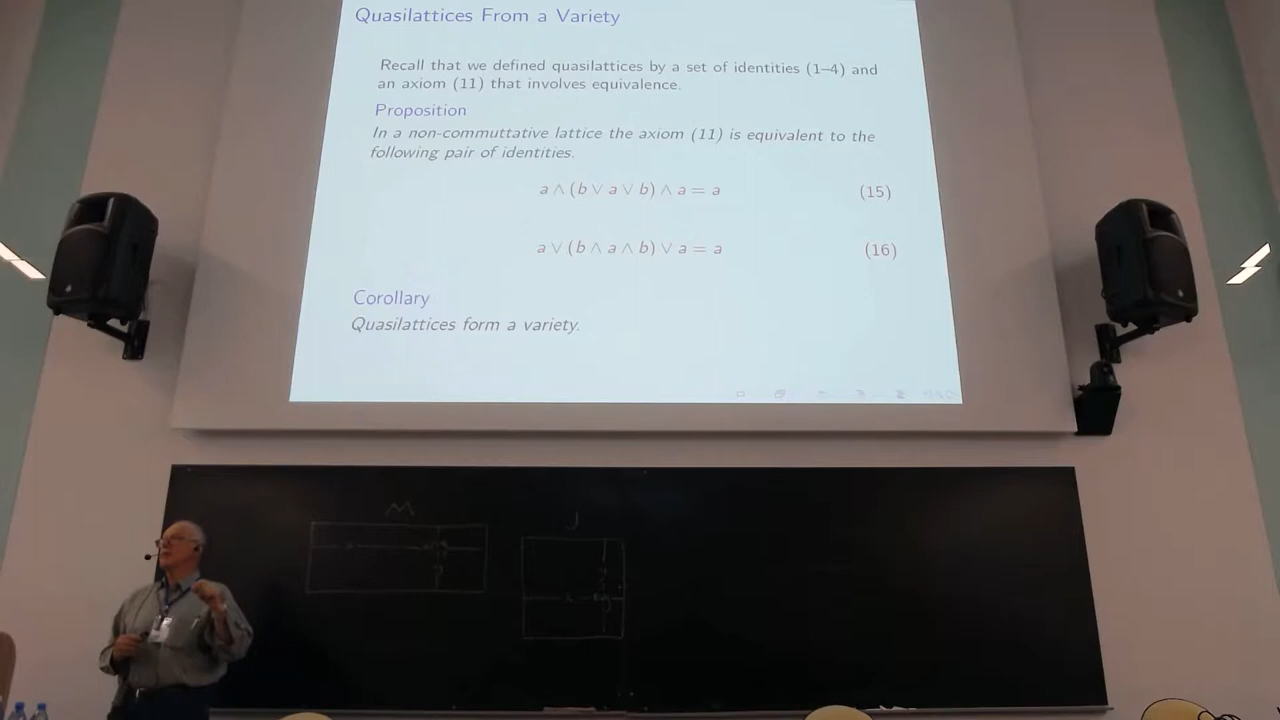 Quasilattices From a Variety
Recall that we defined quasilattices by a set of identities (1–4) and
an axiom (11) that involves equivalence.
Proposition
In a non-commuttative lattice the axiom (11) is equivalent to the
following pair of identities.
a ∧ (b ∨ a ∨ b) ∧ a = a (15)
a ∨ (b ∧ a ∧ b) ∨ a = a (16)
Corollary
Quasilattices form a variety.
M
J